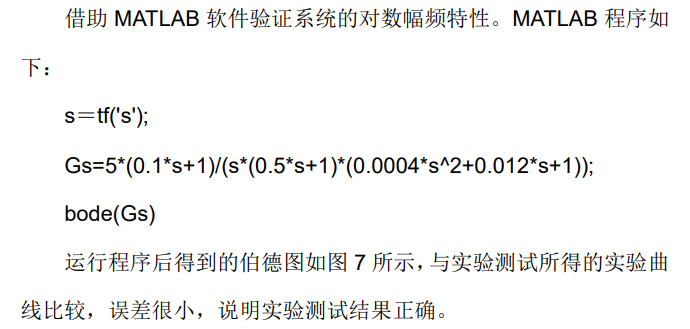 借助 MATLAB 软件验证系统的对数幅频特性。MATLAB 程序如
下：
s＝tf('s');
Gs=5*(0.1*s+1)/(s*(0.5*s+1)*(0.0004*s^2+0.012*s+1));
bode(Gs)
运行程序后得到的伯德图如图 7 所示，与实验测试所得的实验曲
线比较，误差很小，说明实验测试结果正确。